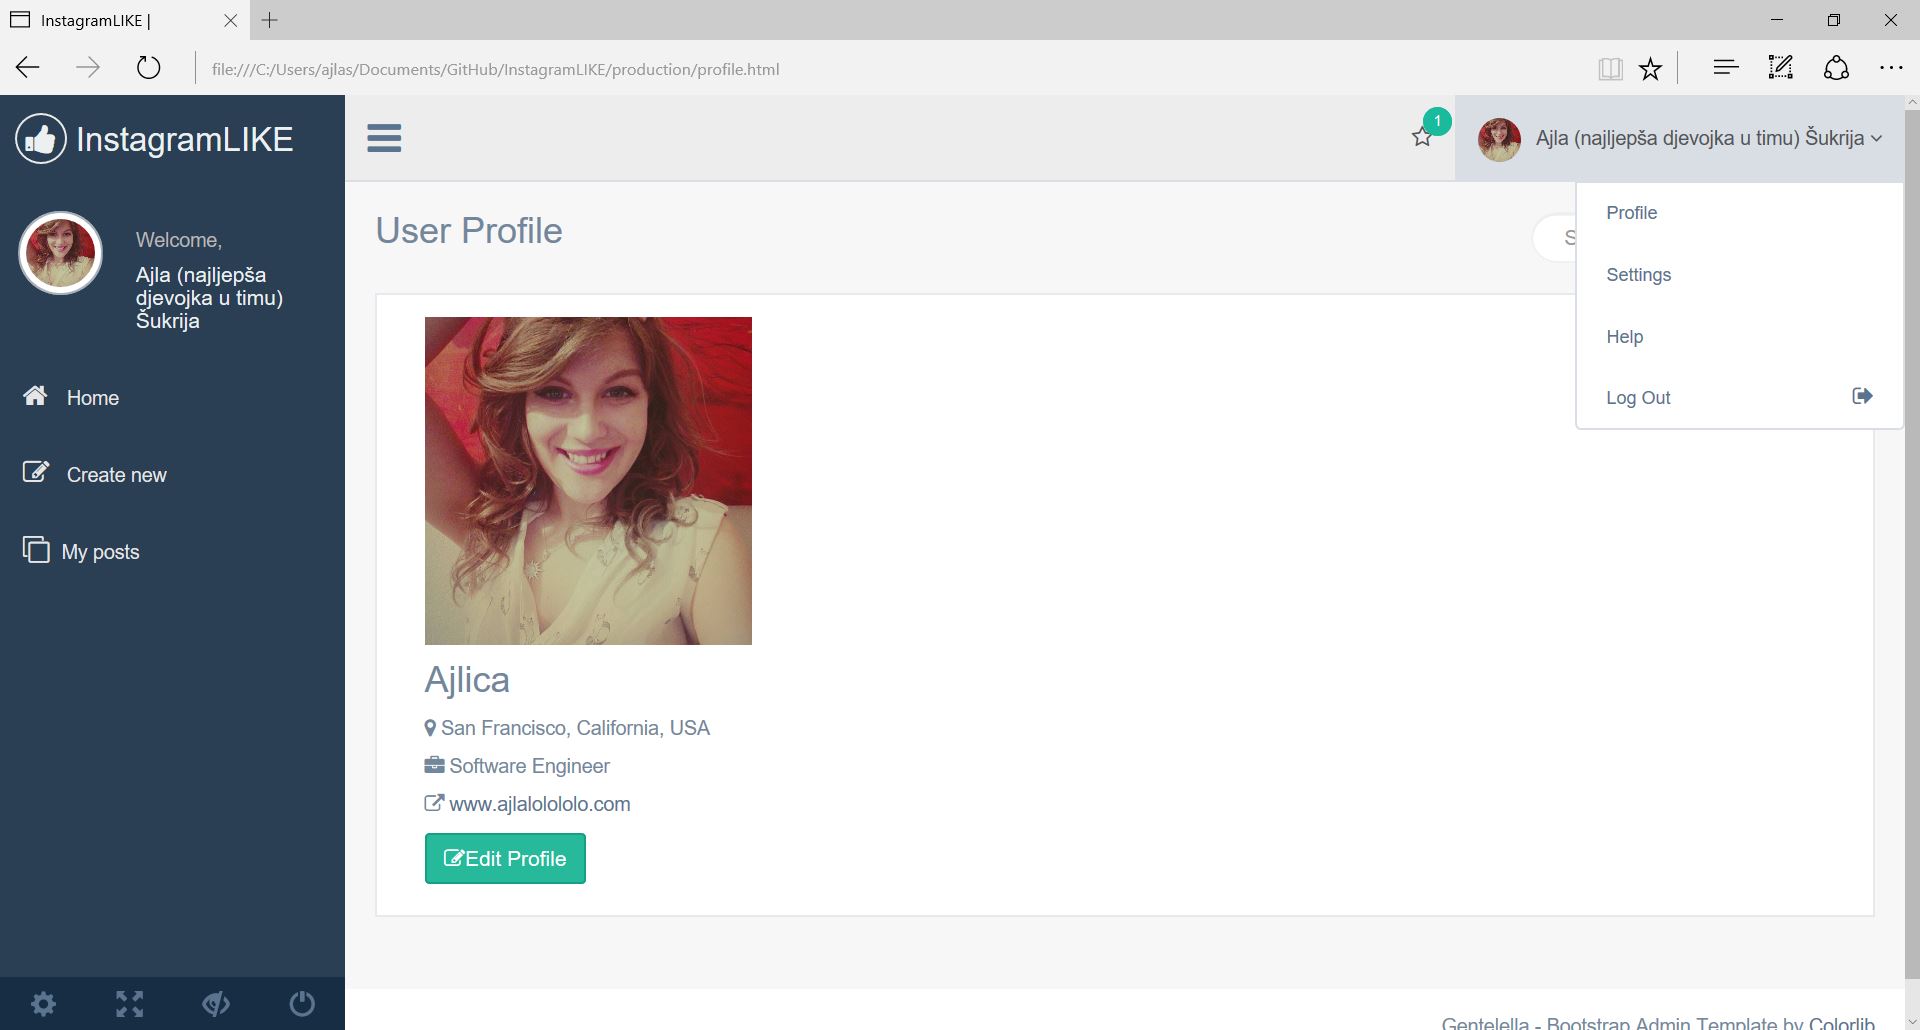 InstagramLIKE |
file:///C:/Users/ajlas/Documents/GitHub/InstagramLIKE/production/profile.html
InstagramLIKE
1
Ajla (najljepša djevojka u timu) Šukrija
Welcome,
Ajla (najljepša
djevojka u timu)
Šukrija
Home
Create new
My posts
User Profile
S
Profile
Settings
Help
Log Out
Ajlica
San Francisco, California, USA
Software Engineer
www.ajlalolololo.com
Edit Profile
Gentelella - Bootstrap Admin Template by Colorlib